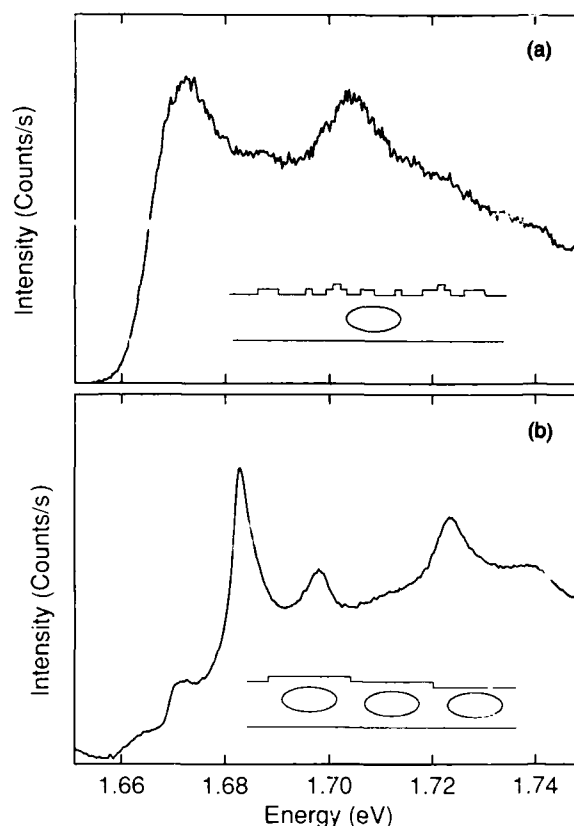 (a)
Intensity (Counts/s)
(b)
Intensity (Counts/s)
1.66 1.68 1.70 1.72 1.74
Energy (eV)